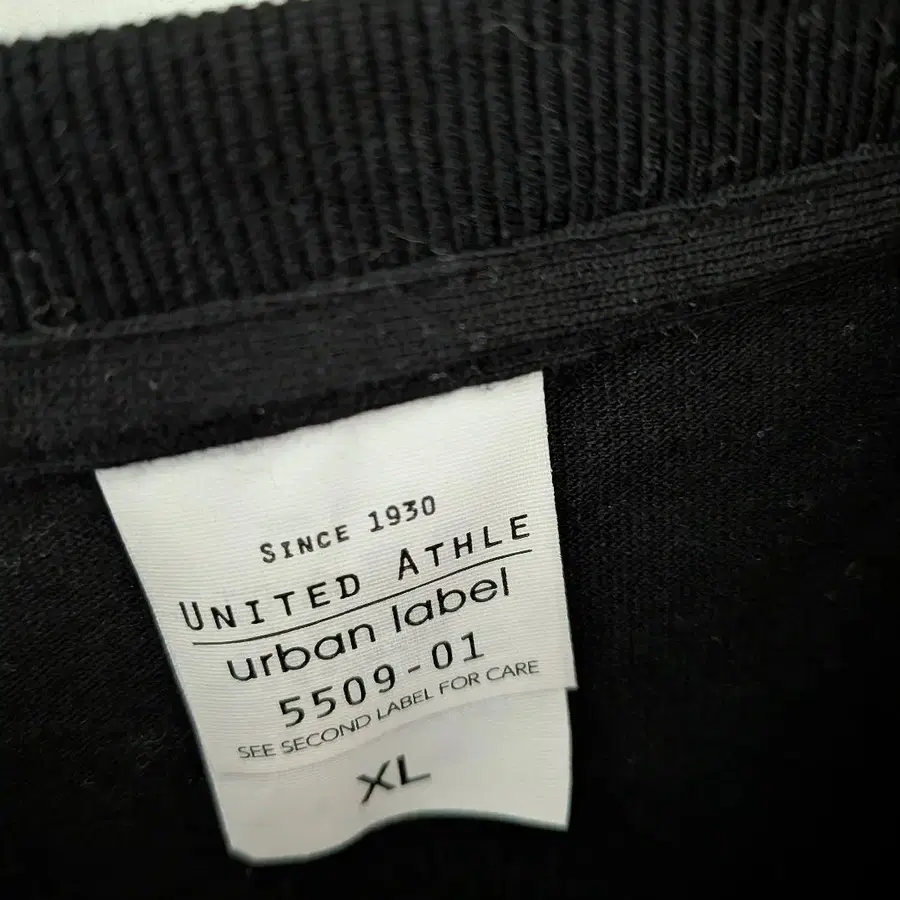 SINCE 1930
UNITED ATHLE
urban label
5509-01
SEE SECOND LABEL FOR CARE
XL